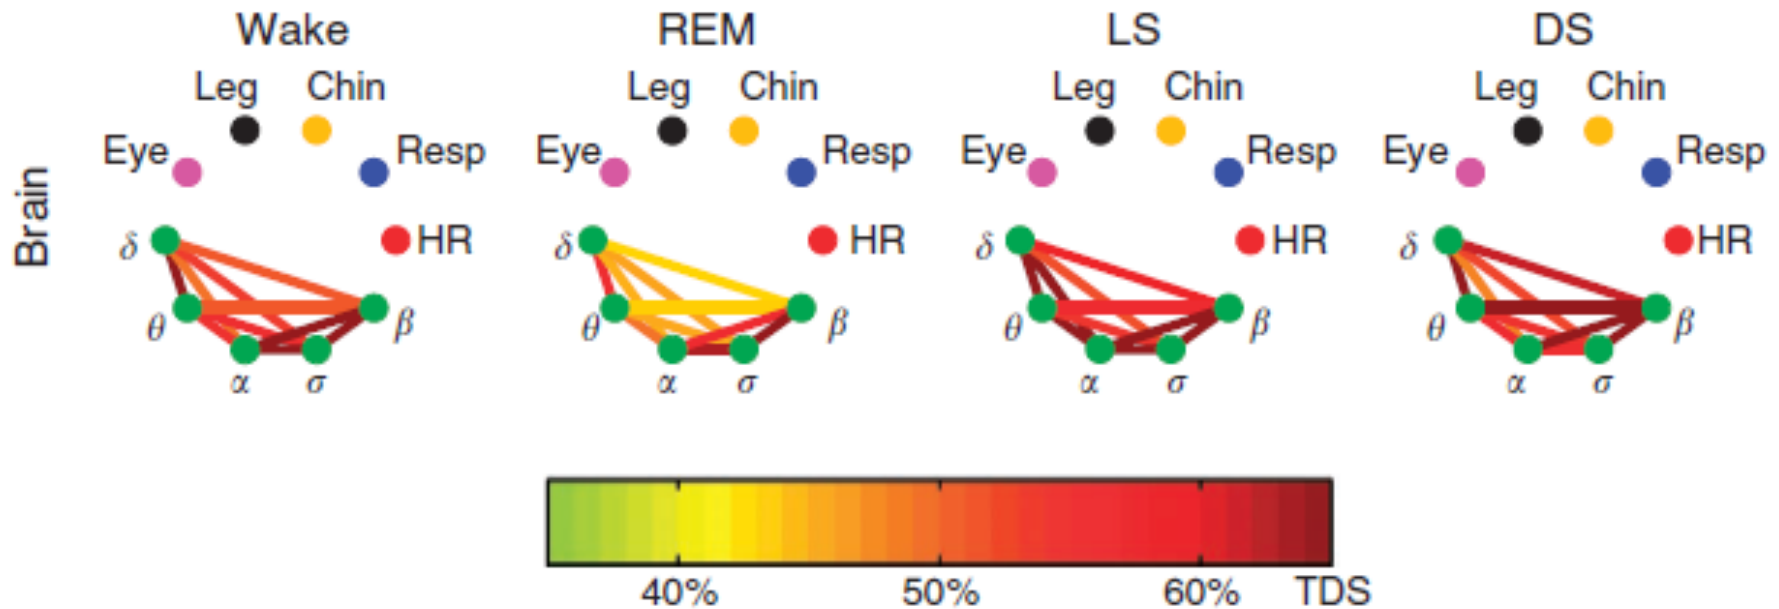 Wake REM LS DS
Leg Chin Leg Chin Leg Chin Leg Chin
Eye Resp Eye Resp Eye Resp Eye Resp
Brain
δ HR δ HR δ HR δ HR
θ β θ β θ β θ β
α σ α σ α σ α σ
40% 50% 60% TDS